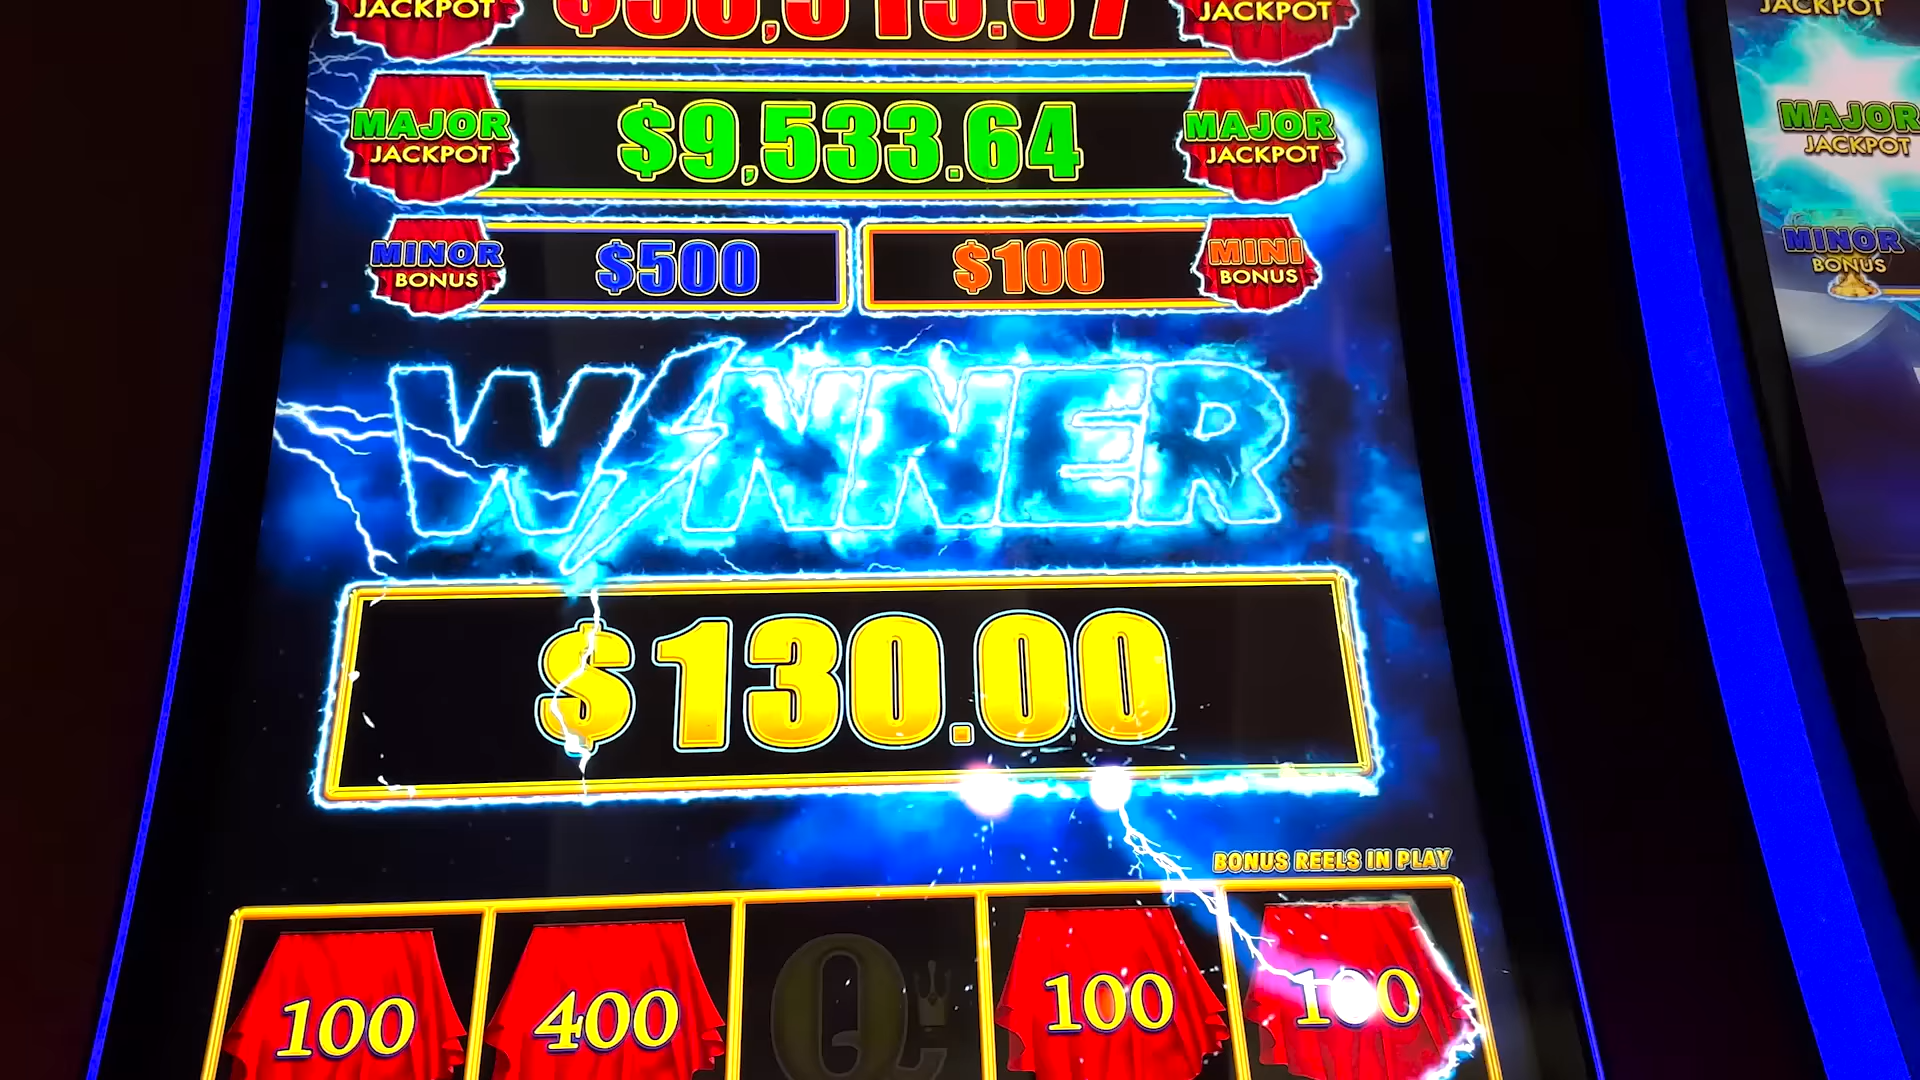 JACKPOT JACKPOT JACKPOT
MAJOR JACKPOT $9,533.64 MAJOR JACKPOT
MINOR BONUS $500 $100 MINI BONUS
WINNER
$130.00
BONUS REELS IN PLAY
100 400 Q 100 100
MAJOR JACKPOT
MINOR BONUS